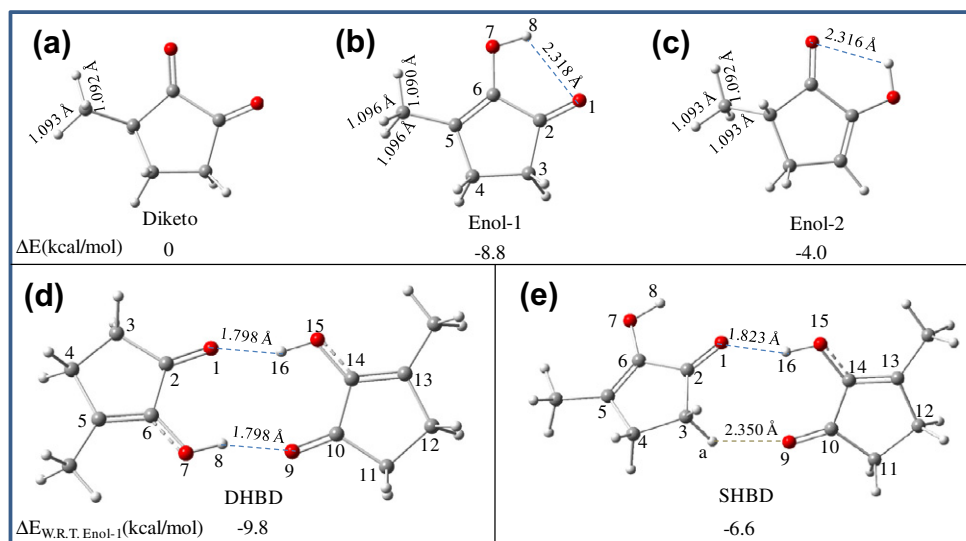 (a)
1.092 Å
1.093 Å
Diketo
(b)
7
8
2.318 Å
1.090 Å
1.096 Å
1.096 Å
6
1
5
2
4
3
Enol-1
(c)
2.316 Å
1.092 Å
1.093 Å
1.093 Å
Enol-2
ΔE(kcal/mol) 0 -8.8 -4.0
(d)
3
4
2
1
1.798 Å
16
15
14
13
5
6
7
8
1.798 Å
9
10
12
11
DHBD
(e)
8
7
6
1
1.823 Å
16
15
14
13
2
5
4
3
a
2.350 Å
9
10
12
11
SHBD
ΔE W.R.T. Enol-1(kcal/mol) -9.8 -6.6